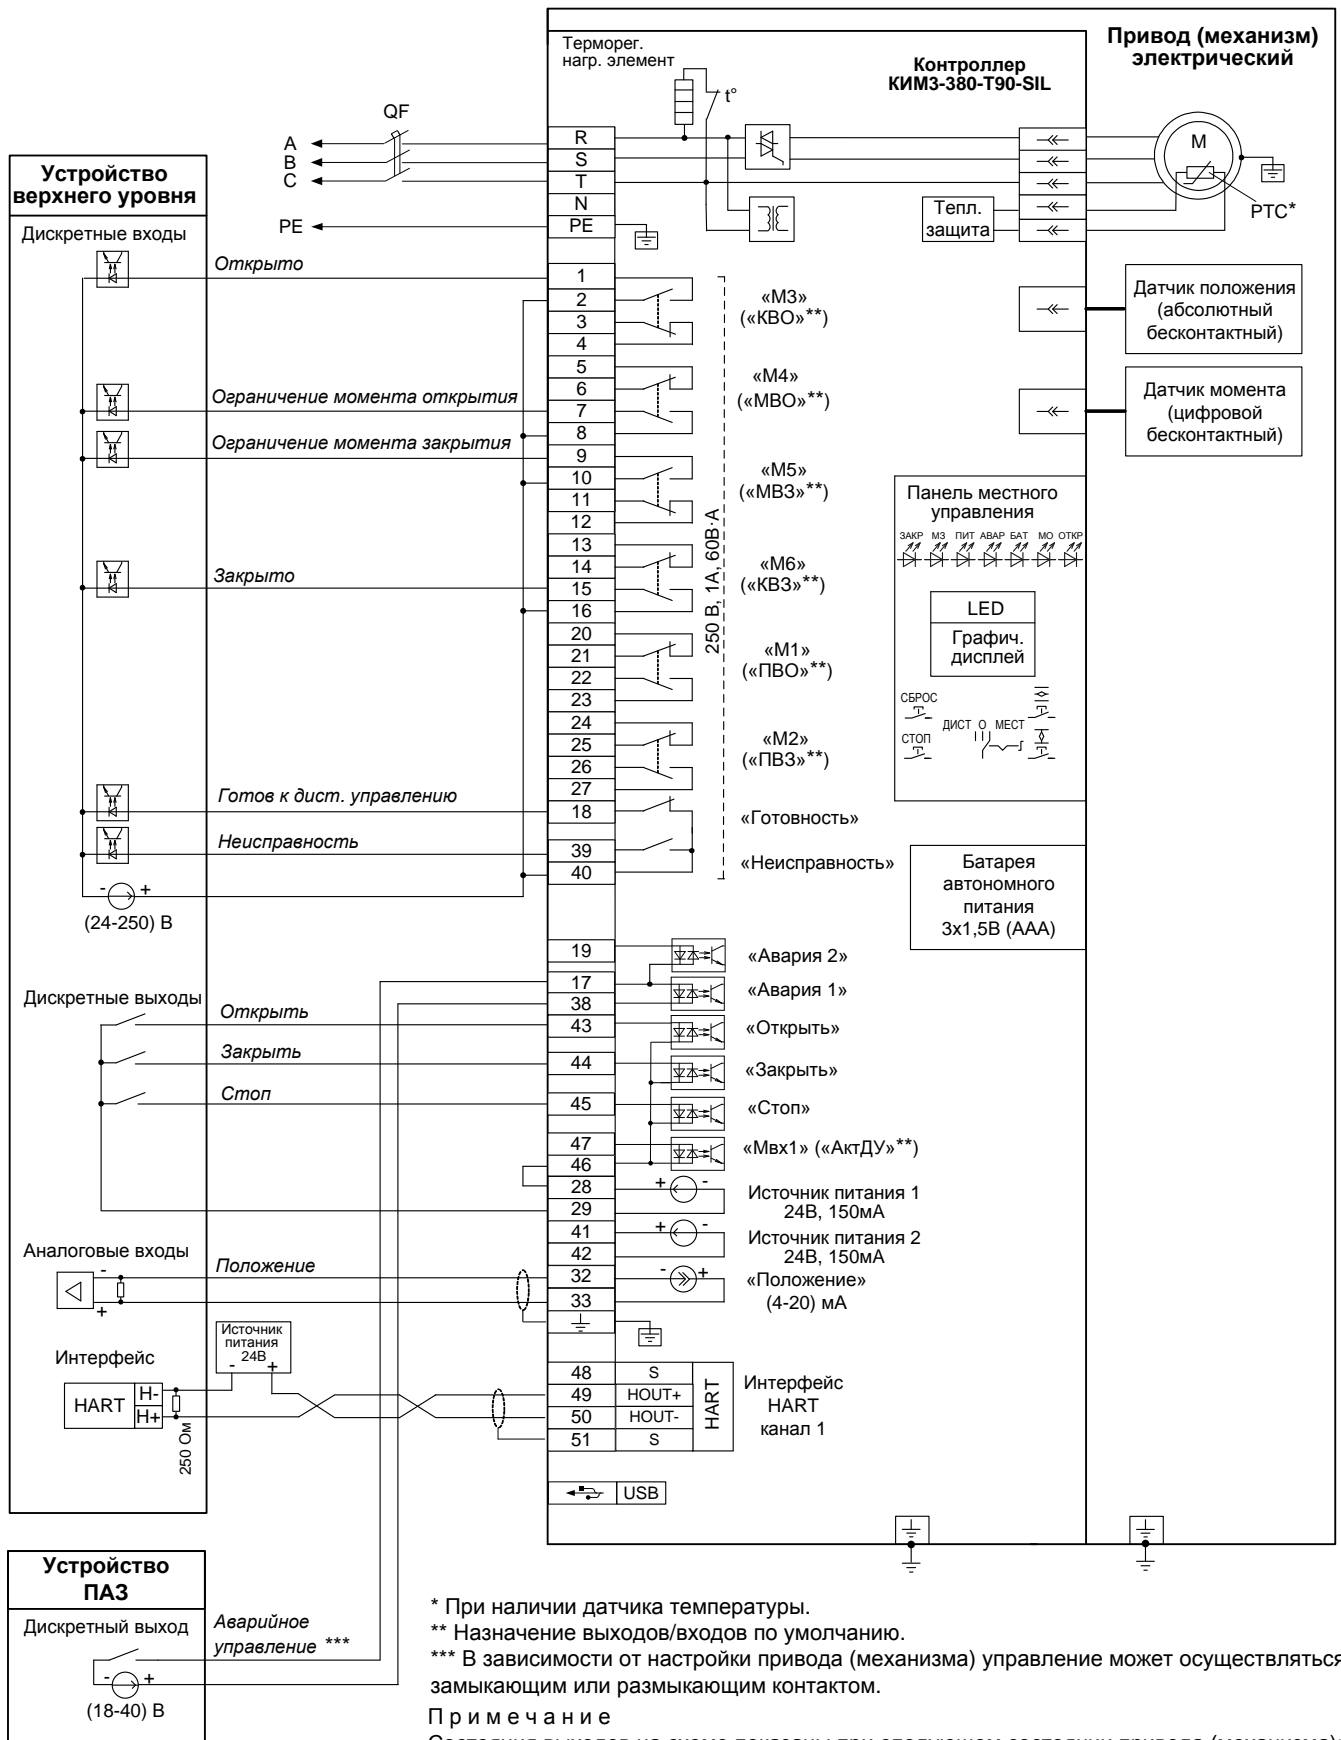 Терморег.
нагр. элемент
t°
Контроллер
КИМ3-380-Т90-SIL
Привод (механизм)
электрический
QF
A
B
C
PE
R
S
T
N
PE
Тепл.
защита
M
PTC*
Устройство
верхнего уровня
Дискретные входы
Открыто
Ограничение момента открытия
Ограничение момента закрытия
Закрыто
Готов к дист. управлению
Неисправность
- +
(24-250) В
1
2
3
4
5
6
7
8
9
10
11
12
13
14
15
16
20
21
22
23
24
25
26
27
18
39
40
«М3»
(«КВО»**)
«М4»
(«МВО»**)
«М5»
(«МВЗ»**)
«М6»
(«КВЗ»**)
«М1»
(«ПВО»**)
«М2»
(«ПВЗ»**)
«Готовность»
«Неисправность»
250 В, 1А, 60В·А
Датчик положения
(абсолютный
бесконтактный)
Датчик момента
(цифровой
бесконтактный)
Панель местного
управления
ЗАКР МЗ ПИТ АВАР БАТ МО ОТКР
LED
Графич.
дисплей
СБРОС
ДИСТ О МЕСТ
СТОП
Батарея
автономного
питания
3х1,5В (ААА)
Дискретные выходы
Открыть
Закрыть
Стоп
19
17
38
43
44
45
47
46
28
29
41
42
32
33
«Авария 2»
«Авария 1»
«Открыть»
«Закрыть»
«Стоп»
«Мвх1» («АктДУ»**)
+ -
Источник питания 1
24В, 150мА
+ -
Источник питания 2
24В, 150мА
- +
«Положение»
(4-20) мА
Аналоговые входы
-
+
Положение
Источник
питания
24В
- +
Интерфейс
HART
H-
H+
250 Ом
48 S
49 HOUT+
50 HOUT-
51 S
HART
Интерфейс
HART
канал 1
USB
Устройство
ПАЗ
Дискретный выход
Аварийное
управление ***
- +
(18-40) В
* При наличии датчика температуры.
** Назначение выходов/входов по умолчанию.
*** В зависимости от настройки привода (механизма) управление может осуществляться
замыкающим или размыкающим контактом.
П р и м е ч а н и е